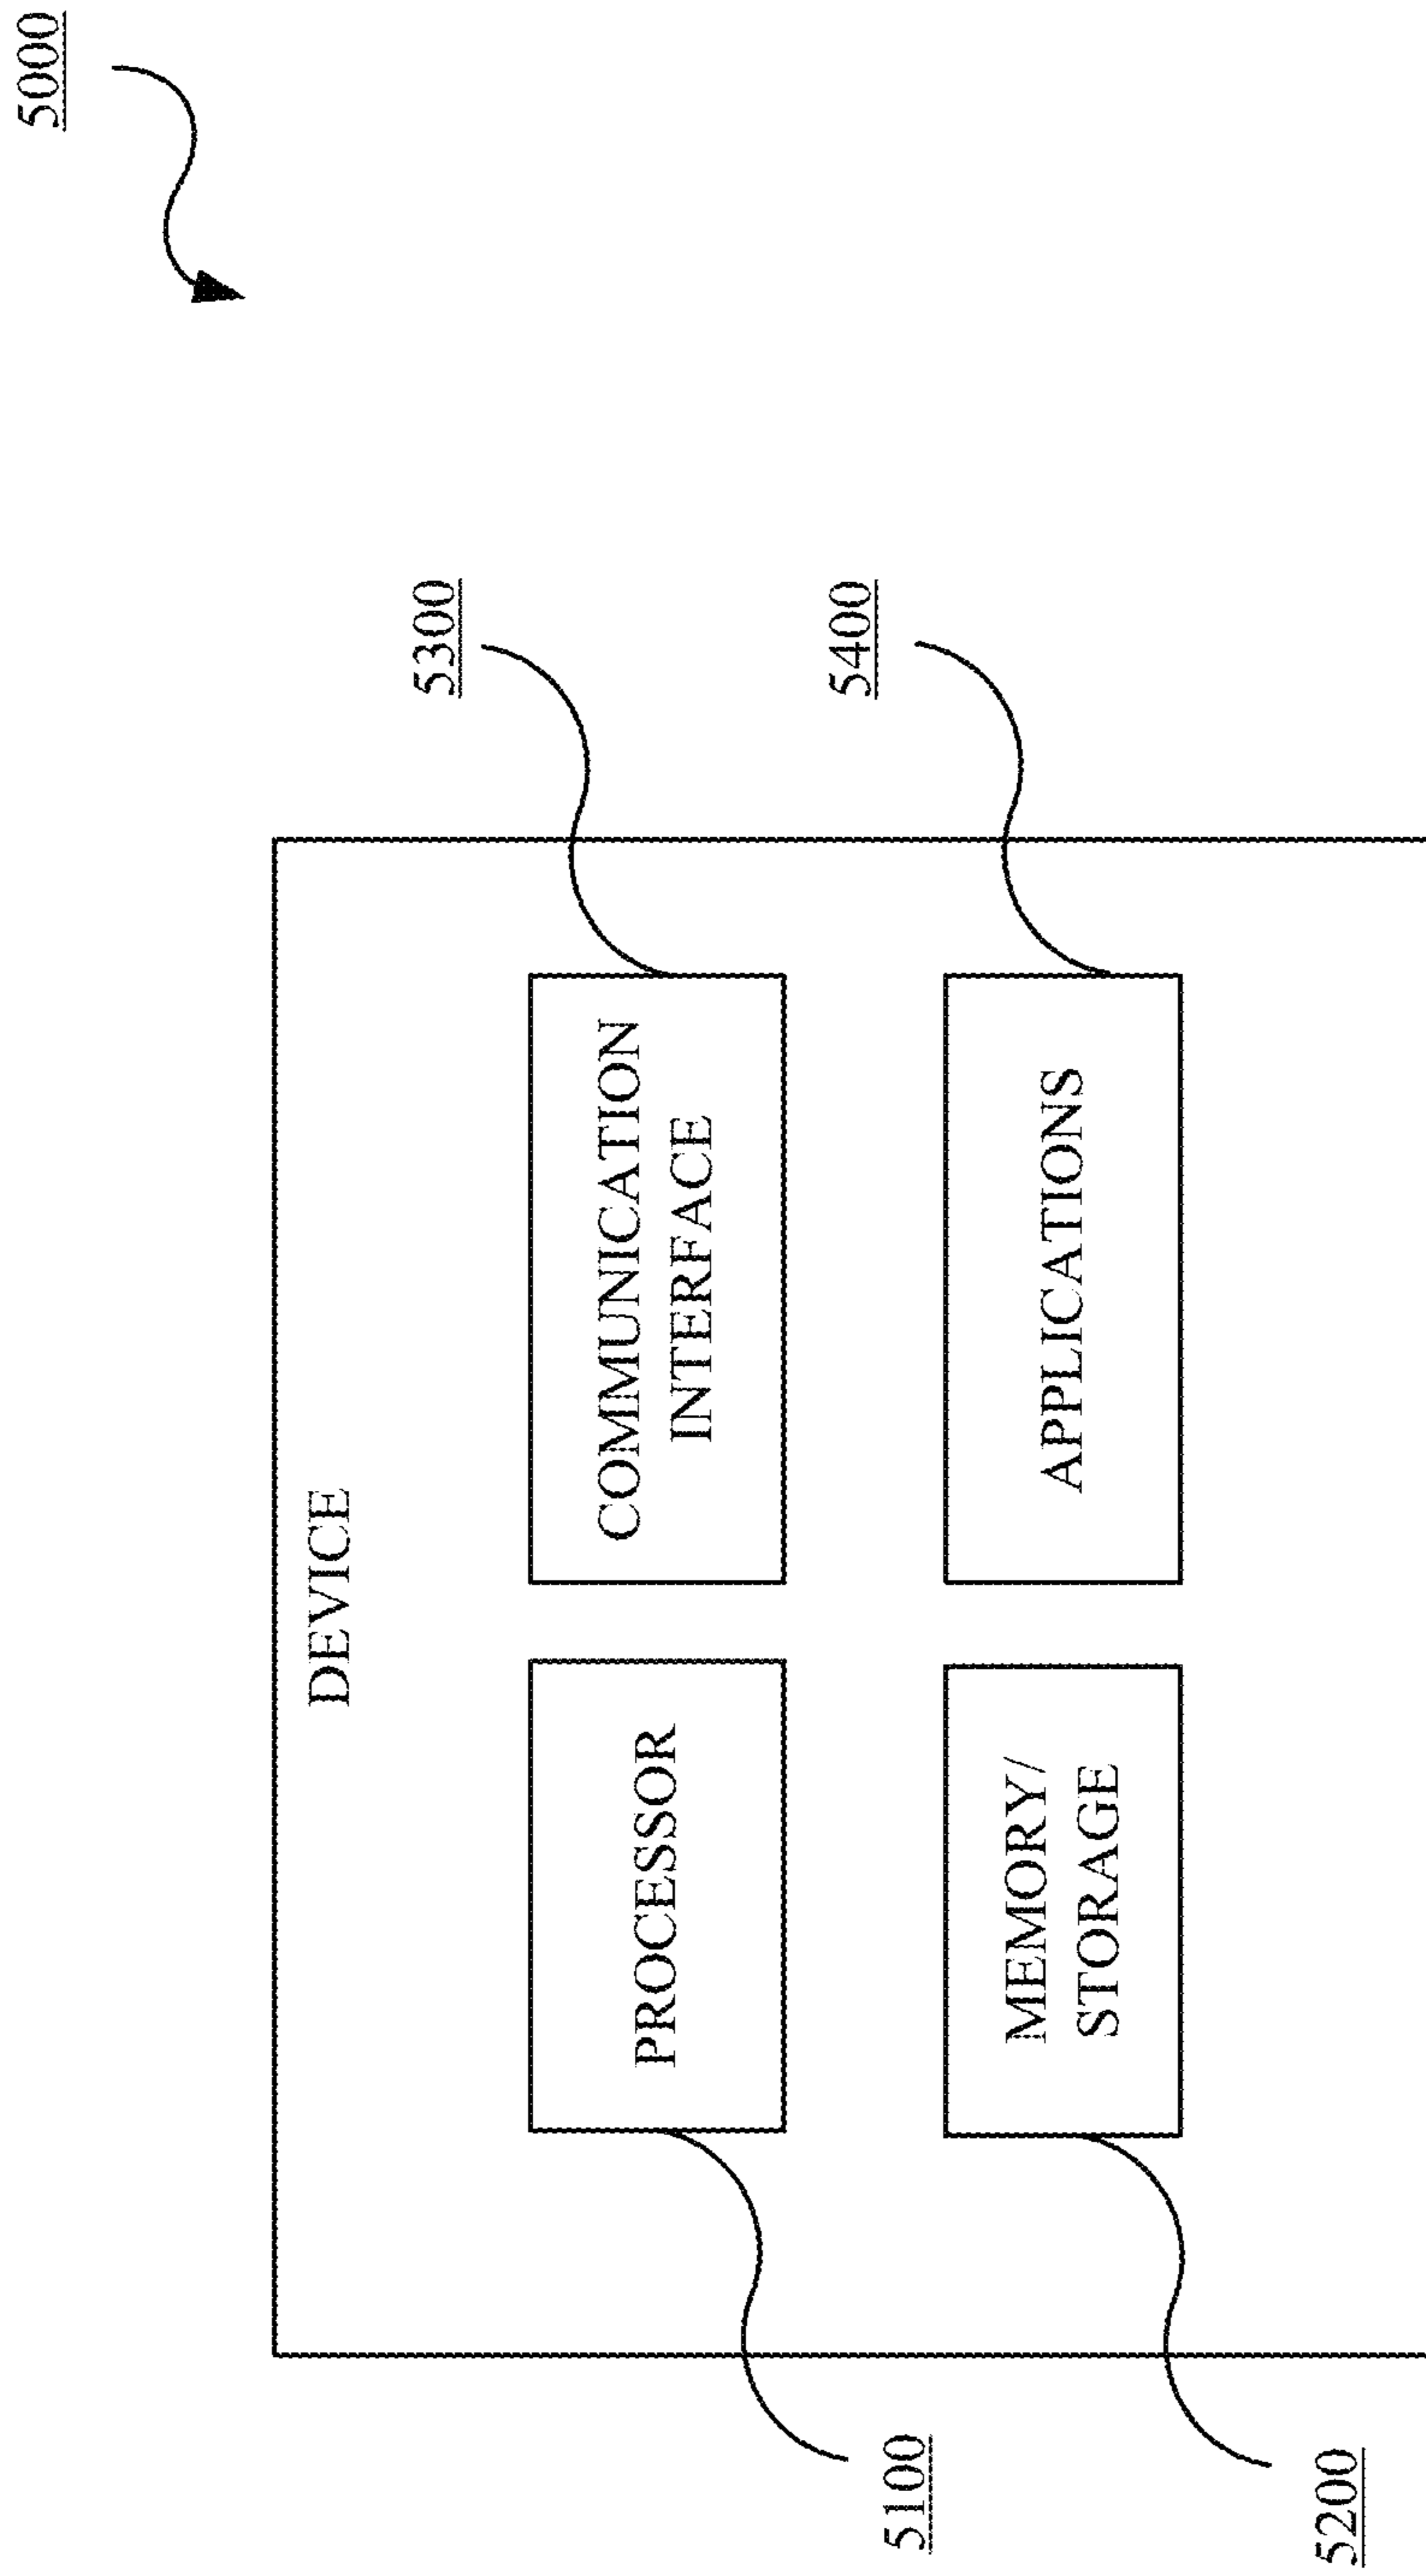 5000
DEVICE
5300
PROCESSOR
COMMUNICATION
INTERFACE
5100
5400
MEMORY/
STORAGE
APPLICATIONS
5200